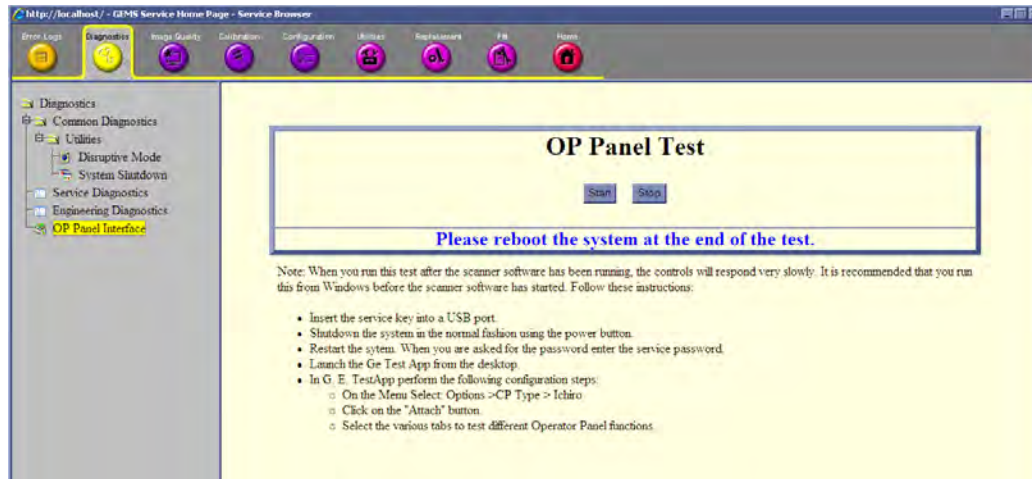 http://localhost/ - GEMS Service Home Page - Service Browser
Error Logs Diagnostics Image Quality Calibration Configuration Utilities Replacement PM Home
Diagnostics
Common Diagnostics
Utilities
Disruptive Mode
System Shutdown
Service Diagnostics
Engineering Diagnostics
OP Panel Interface
OP Panel Test
Start Stop
Please reboot the system at the end of the test.
Note: When you run this test after the scanner software has been running, the controls will respond very slowly. It is recommended that you run
this from Windows before the scanner software has started. Follow these instructions:
• Insert the service key into a USB port.
• Shutdown the system in the normal fashion using the power button.
• Restart the sytem. When you are asked for the password enter the service password.
• Launch the Ge Test App from the desktop.
• In G. E. TestApp perform the following configuration steps:
○ On the Menu Select: Options >CP Type > Ichiro
○ Click on the "Attach" button.
○ Select the various tabs to test different Operator Panel functions.